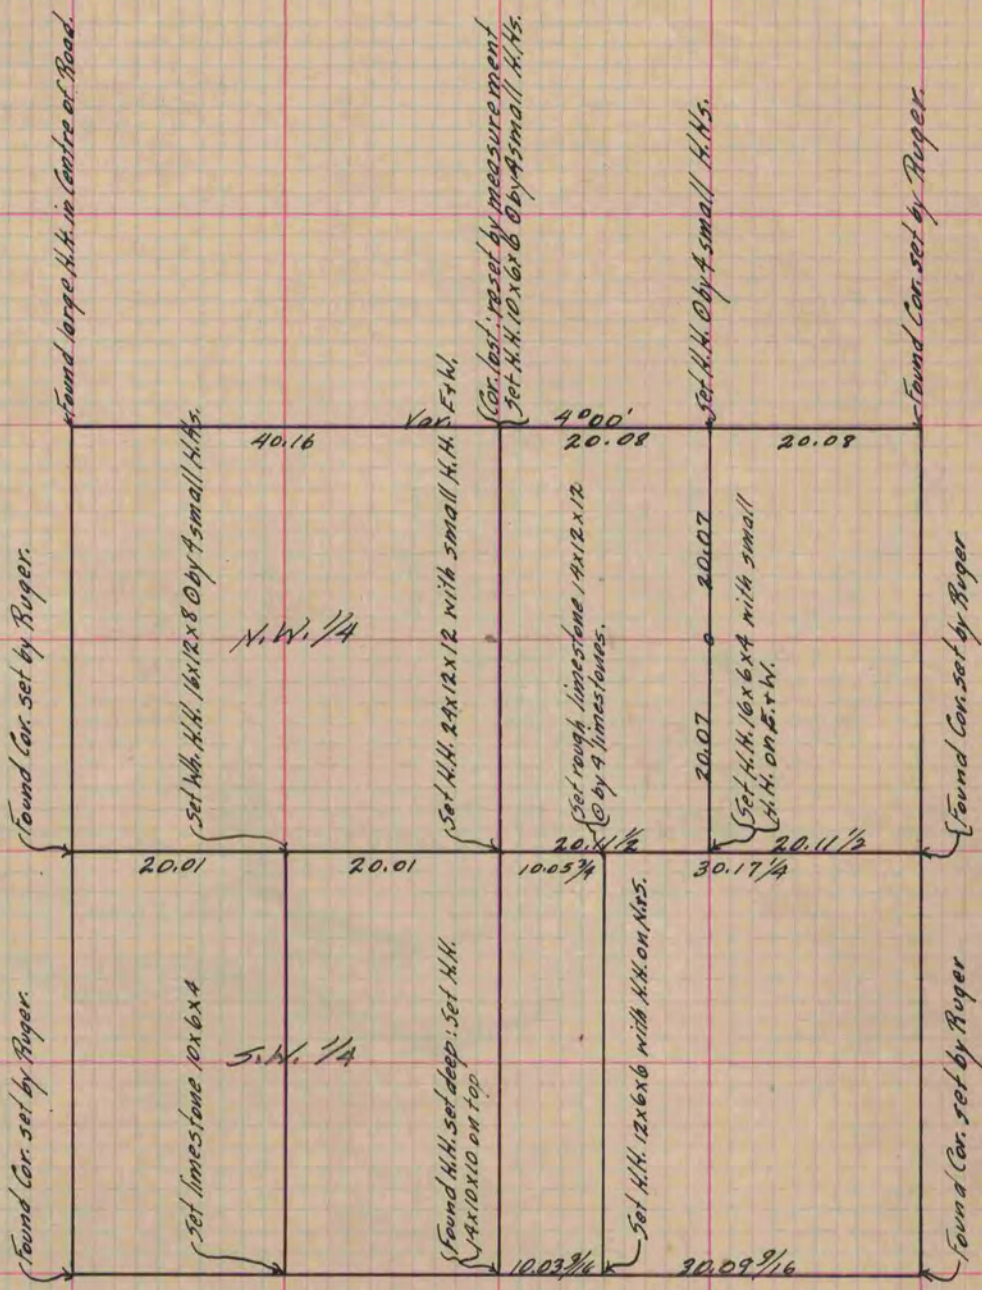 Found large H.H. in Centre of Road.
(Cor. lost: reset by measurement
Set H.H. 10x6x6 @ by 4 small H.Hs.
Set H.H. @ by 4 small H.Hs.
Found Cor. set by Ruger.
40.16
Var. E+W.
4°00'
20.08
20.08
Found Cor. set by Ruger.
Set Wh. H.H. 16x12x8 @ by 4 small H.Hs.
N.W. 1/4
Set H.H. 24x12x12 with small H.H.
Set rough limestone 14x12x12
@ by 4 limestones.
20.07
20.07
Set H.H. 16x6x4 with small
H.H. on E.+W.
Found Cor. set by Ruger
20.01
20.01
20.11 1/2
20.11 1/2
10.05 3/4
30.17 1/4
Found Cor. set by Ruger.
Set limestone 10x6x4
S.W. 1/4
Found H.H. set deep: Set H.H.
14x10x10 on top
Set H.H. 12x6x6 with H.H. on N.+S.
10.03 3/16
30.09 9/16
Found Cor. set by Ruger